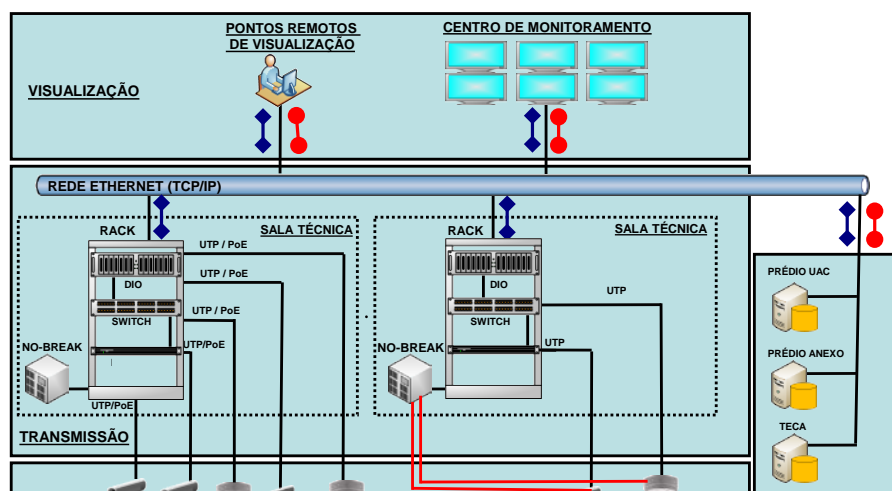 PONTOS REMOTOS
DE VISUALIZAÇÃO
CENTRO DE MONITORAMENTO
VISUALIZAÇÃO
REDE ETHERNET (TCP/IP)
RACK
SALA TÉCNICA
UTP / PoE
UTP / PoE
DIO
UTP / PoE
SWITCH
UTP/PoE
NO-BREAK
UTP/PoE
RACK
SALA TÉCNICA
DIO
UTP
SWITCH
UTP
NO-BREAK
TRANSMISSÃO
PRÉDIO UAC
PRÉDIO ANEXO
TECA